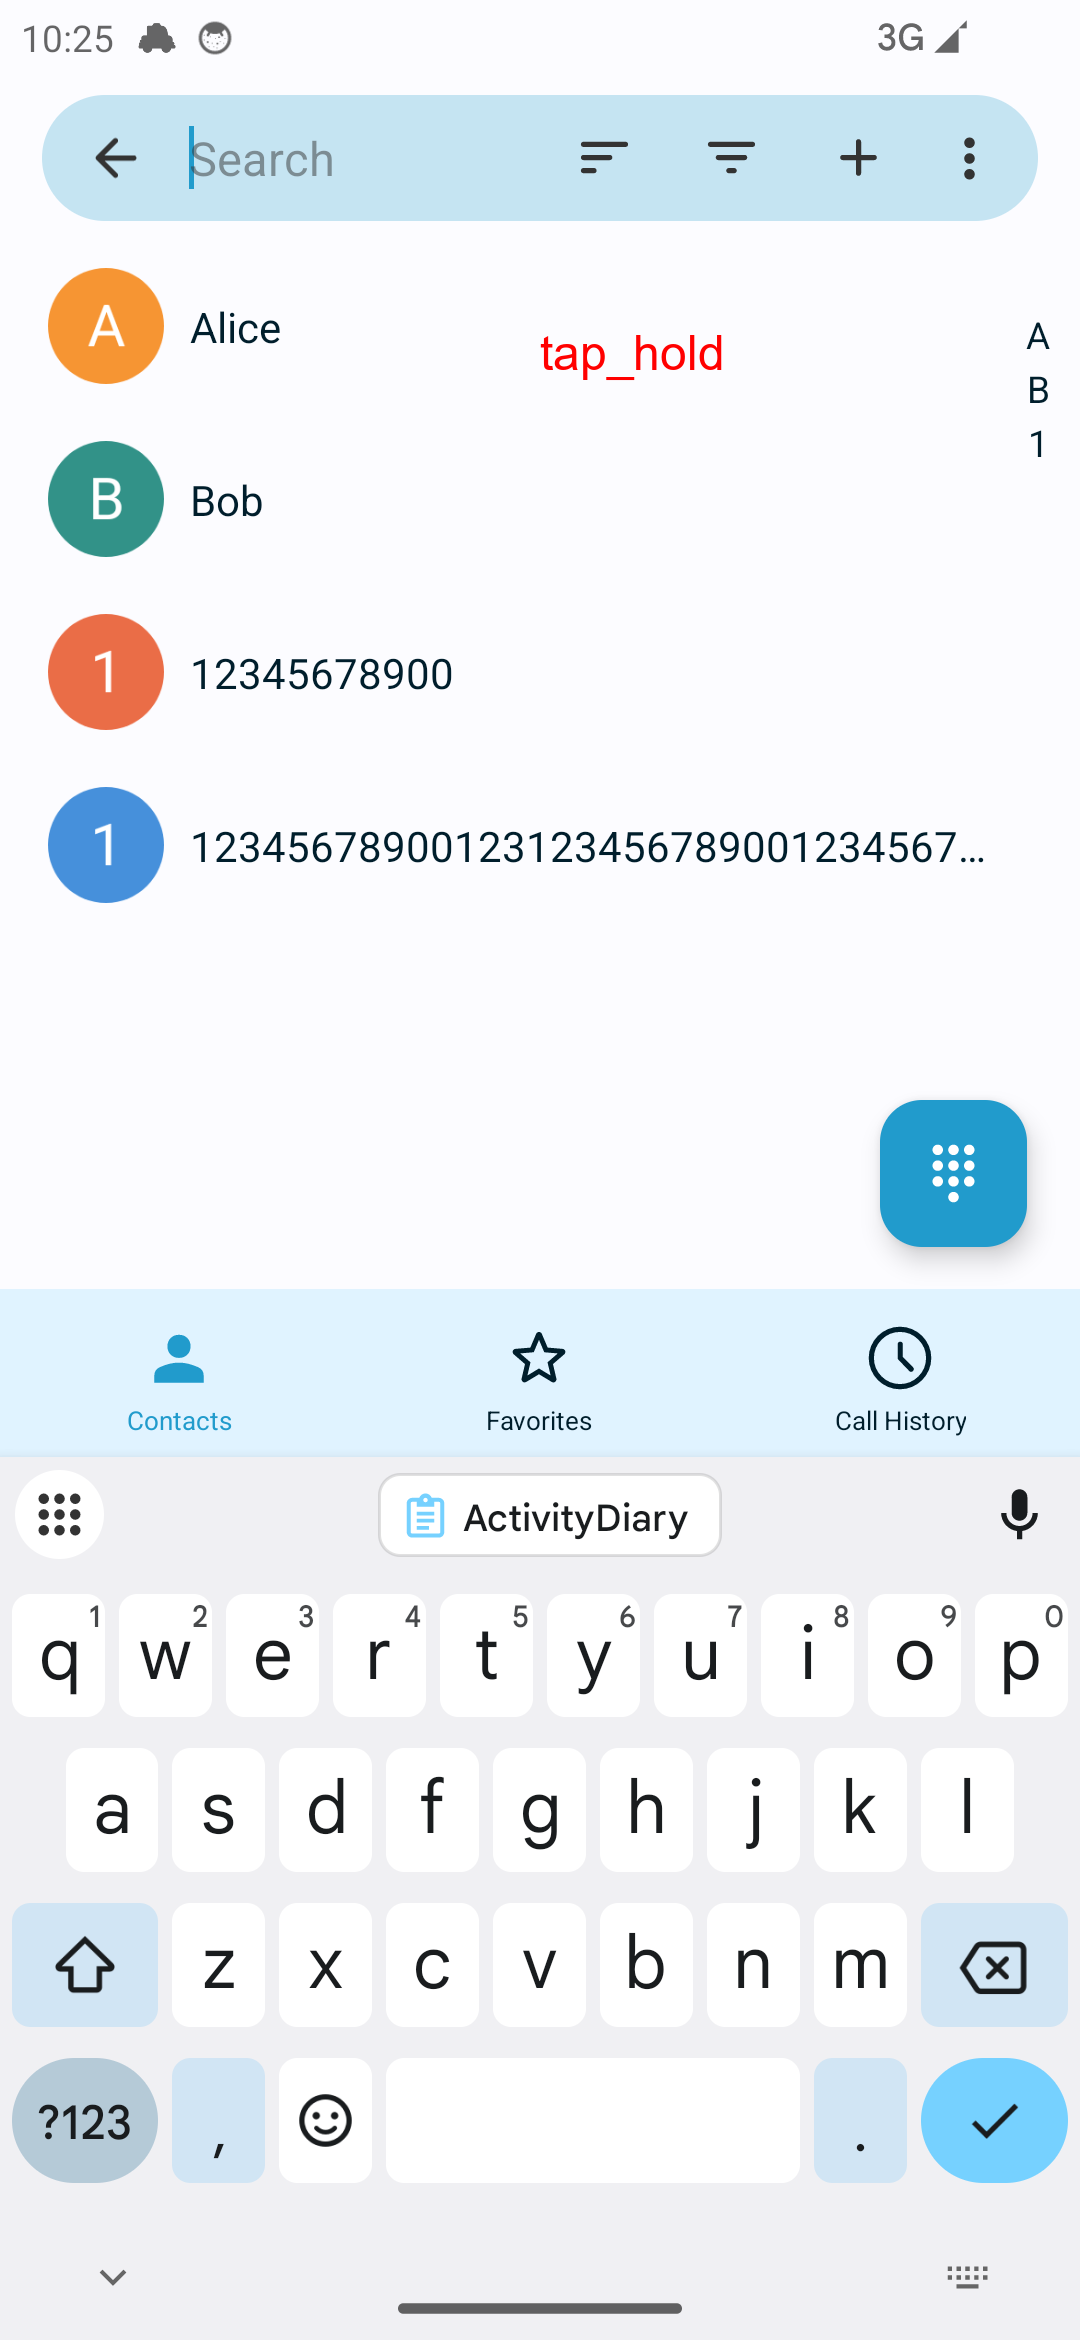 10:25 3G
Search
A Alice
tap_hold
A
B
1
B Bob
1 12345678900
1 12345678900123123456789001234567...
Contacts Favorites Call History
ActivityDiary
q1 w2 e3 r4 t5 y6 u7 i8 o9 p0
a s d f g h j k l
z x c v b n m
?123 , .